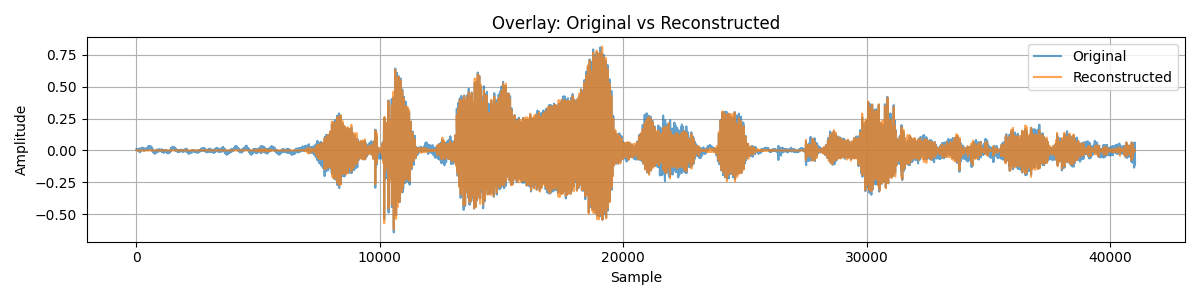 Overlay: Original vs Reconstructed
Original
Reconstructed
Amplitude
0.75
0.50
0.25
0.00
−0.25
−0.50
0 10000 20000 30000 40000
Sample